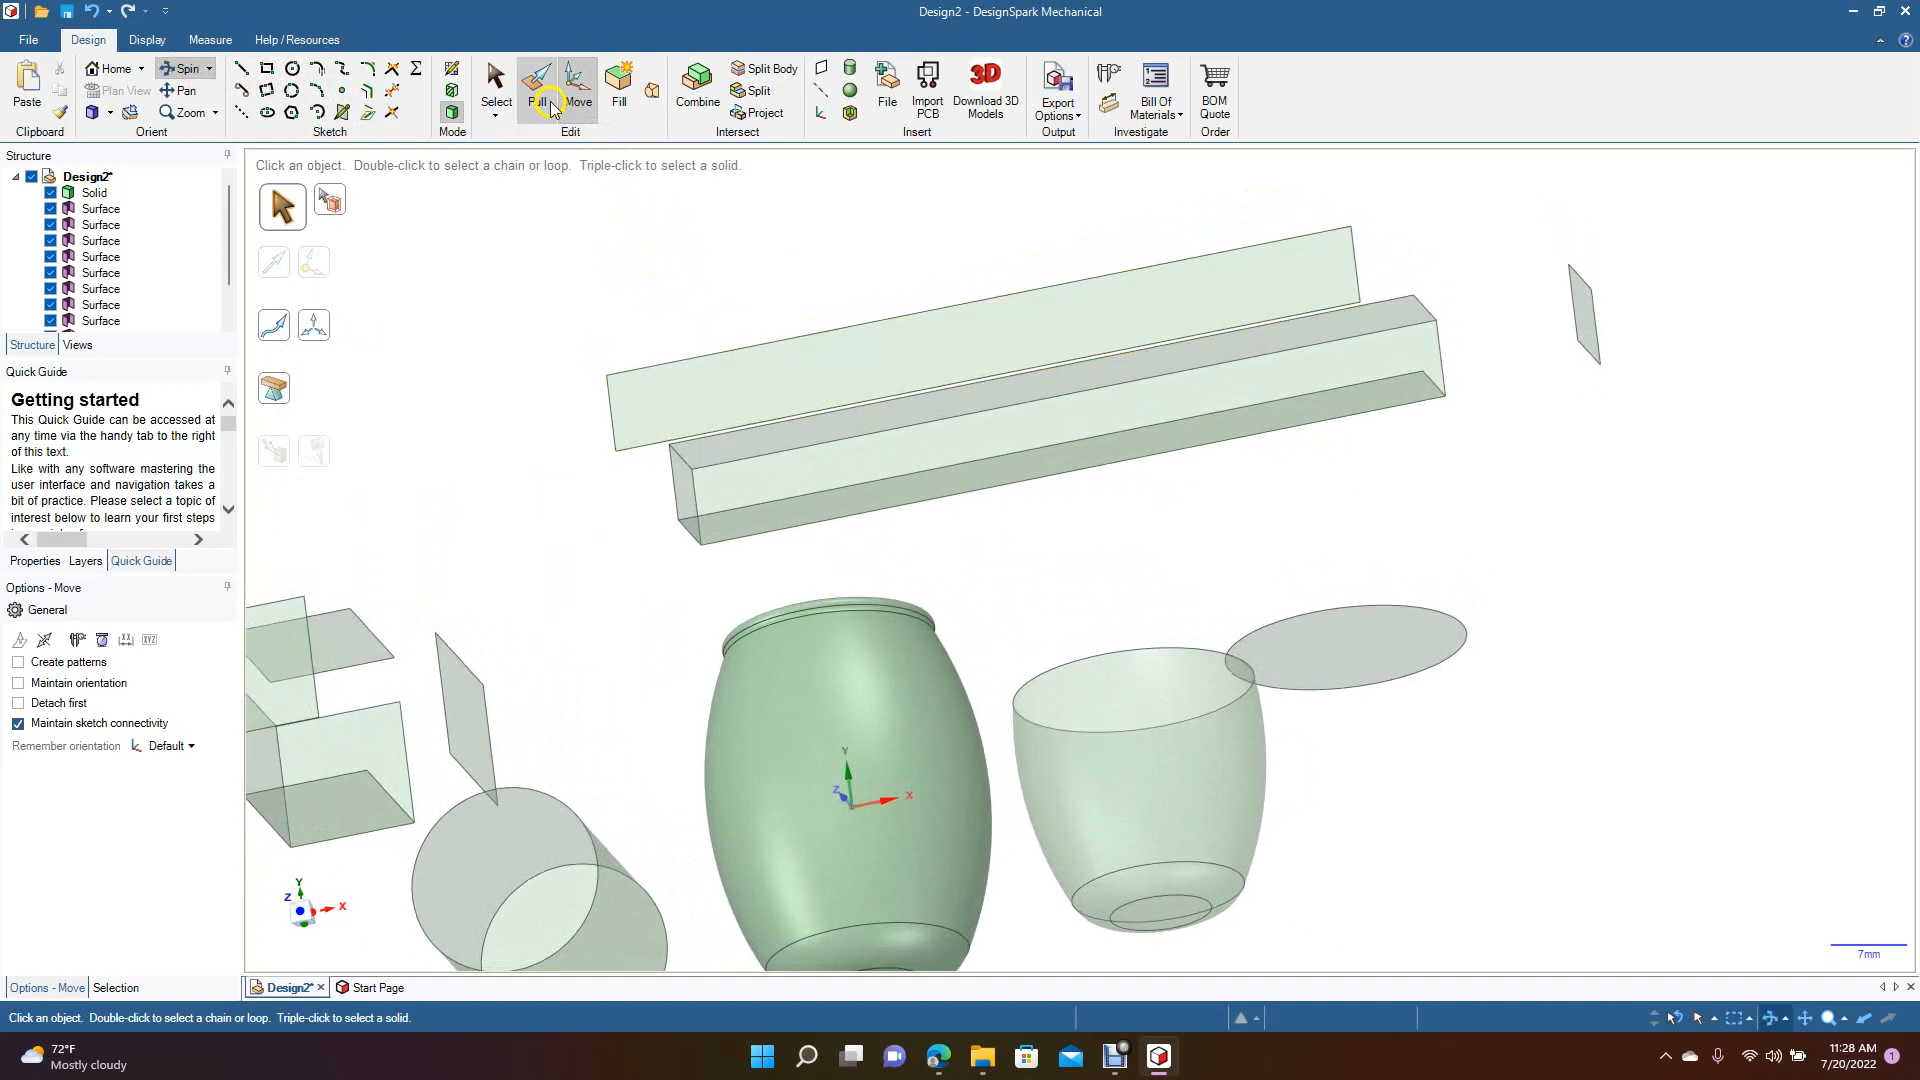 Design2 - DesignSpark Mechanical
File Design Display Measure Help / Resources
Paste Home Spin Plan View Pan Zoom Select Pull Move Fill Combine Split Body Split Project File Import PCB Download 3D Models Export Options Bill Of Materials BOM Quote
Clipboard Orient Sketch Mode Edit Intersect Insert Output Investigate Order
Structure
Design2*
Solid
Surface
Surface
Surface
Surface
Surface
Surface
Surface
Surface
Structure Views
Quick Guide
Getting started
This Quick Guide can be accessed at
any time via the handy tab to the right
of this text.
Like with any software mastering the
user interface and navigation takes a
bit of practice. Please select a topic of
interest below to learn your first steps
Properties Layers Quick Guide
Options - Move
General
Create patterns
Maintain orientation
Detach first
Maintain sketch connectivity
Remember orientation Default
Options - Move Selection
Click an object. Double-click to select a chain or loop. Triple-click to select a solid.
Y
Z
X
Y
Z
X
7mm
Design2* Start Page
Click an object. Double-click to select a chain or loop. Triple-click to select a solid.
72°F
Mostly cloudy
11:28 AM
7/20/2022
1